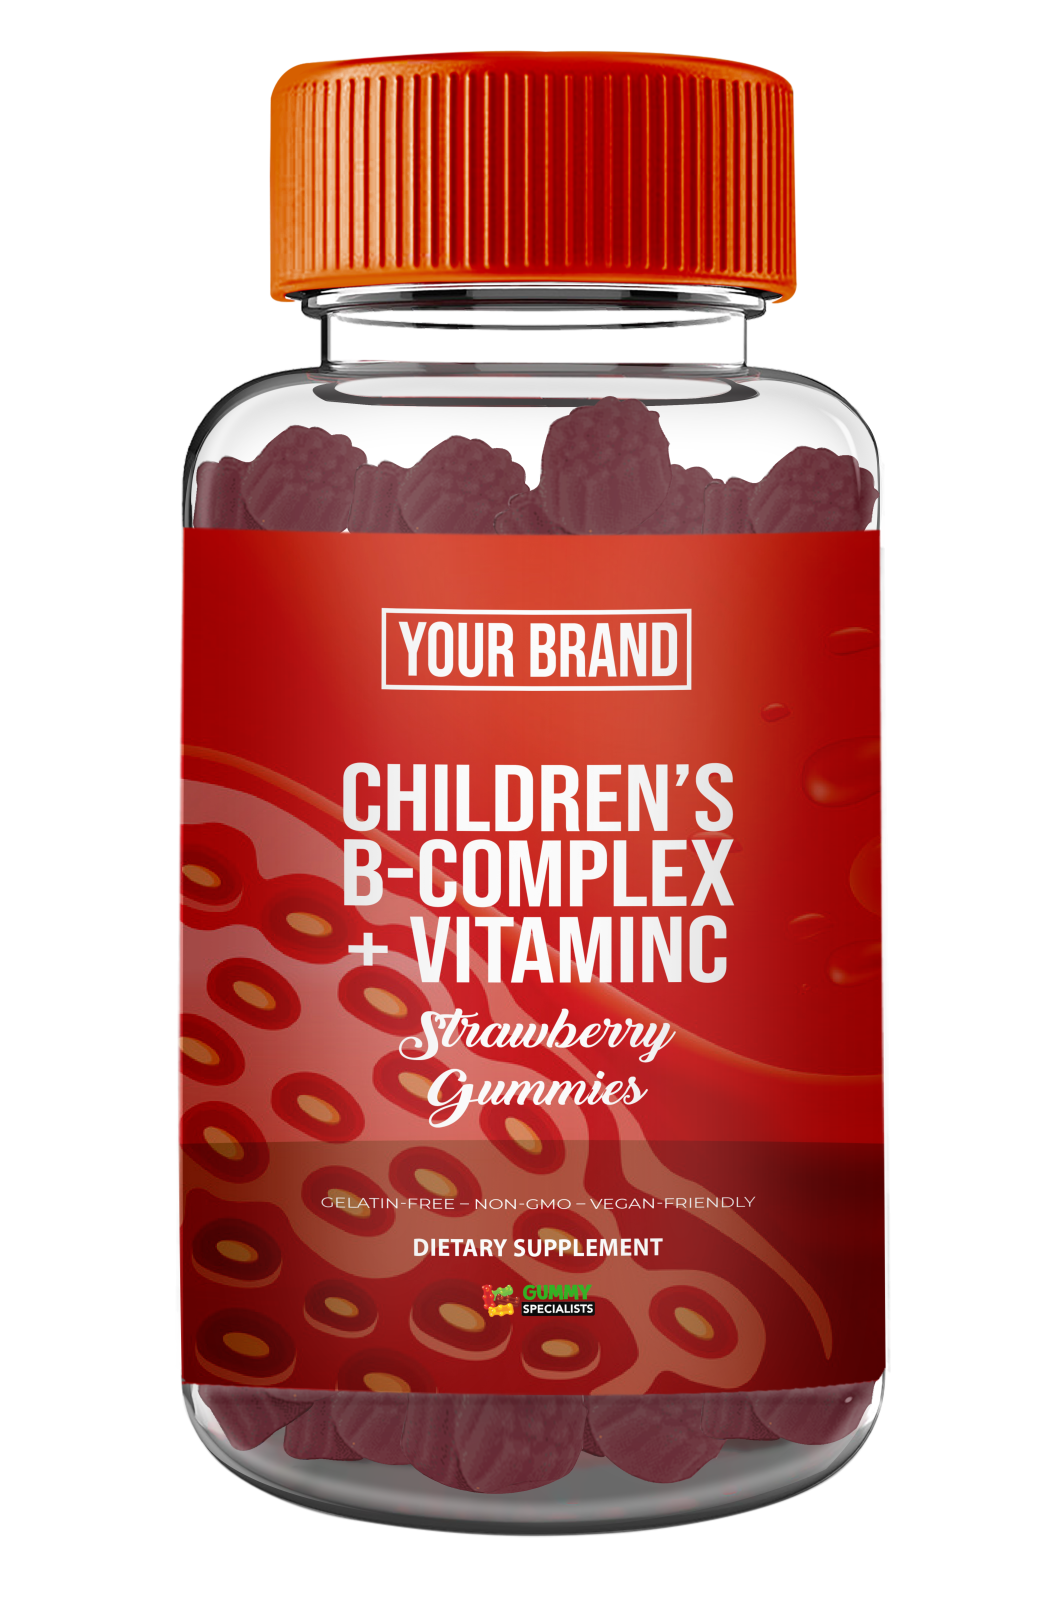 YOUR BRAND
CHILDREN'S
B-COMPLEX
+ VITAMINC
Strawberry
Gummies
GELATIN-FREE – NON-GMO – VEGAN-FRIENDLY
DIETARY SUPPLEMENT
GUMMY
SPECIALISTS